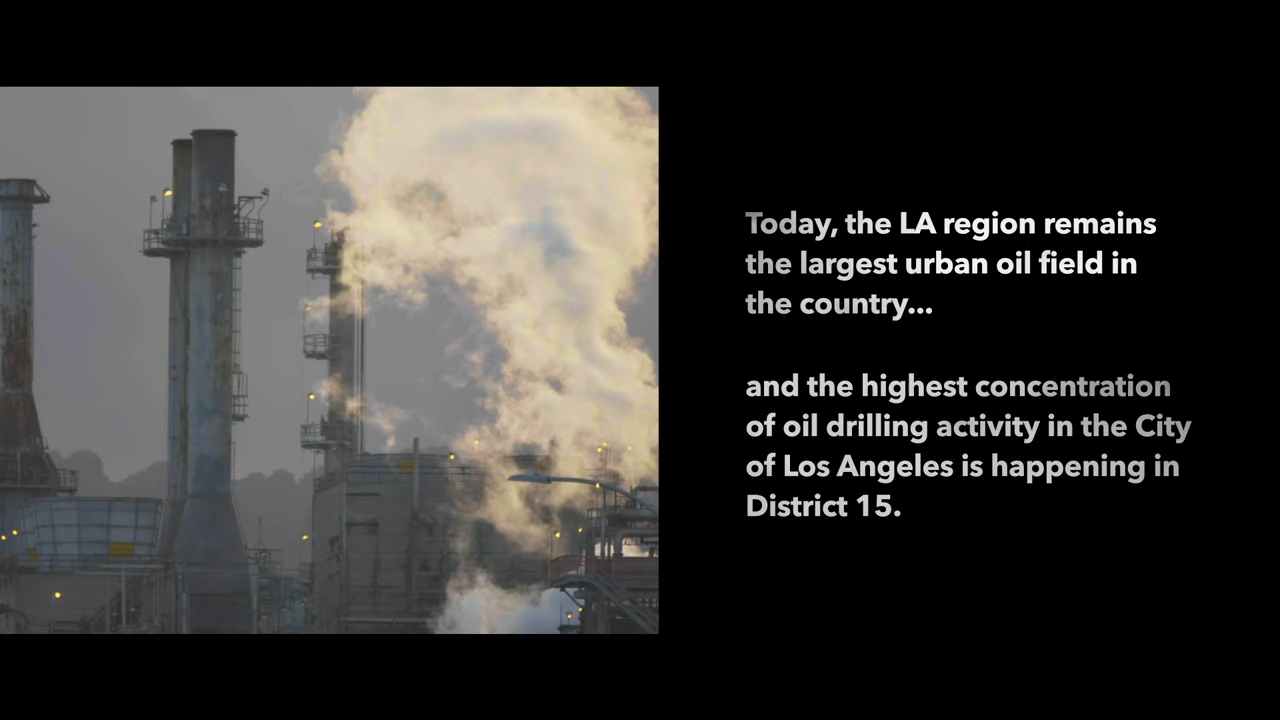 Today, the LA region remains
the largest urban oil field in
the country...
and the highest concentration
of oil drilling activity in the City
of Los Angeles is happening in
District 15.